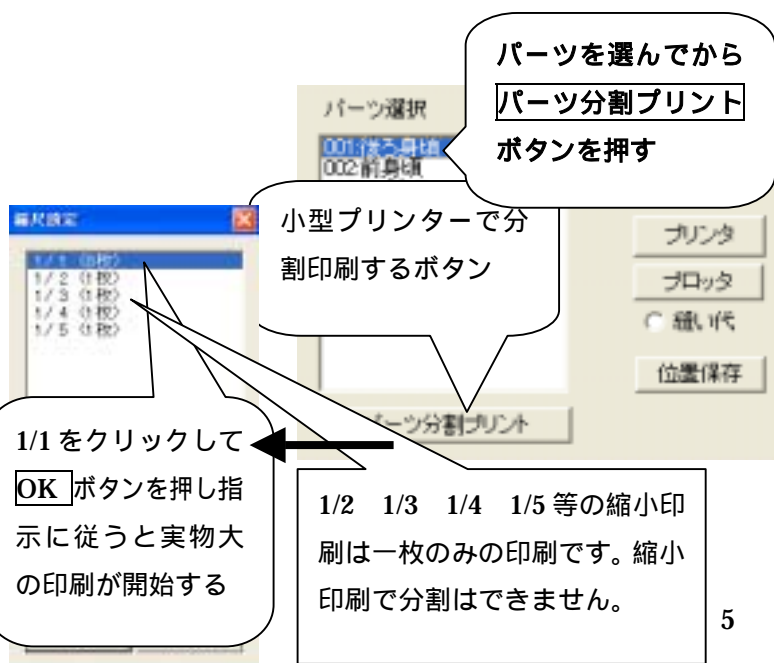 パーツを選んでから
パーツ分割プリント
ボタンを押す
パーツ選択
001:後ろ身頃
002:前身頃
小型プリンターで分
割印刷するボタン
プリンタ
プロッタ
縫い代
位置保存
パーツ分割プリント
縮尺設定
1/1 (8枚)
1/2 (1枚)
1/3 (1枚)
1/4 (1枚)
1/5 (1枚)
1/1 をクリックして
OK ボタンを押し指
示に従うと実物大
の印刷が開始する
1/2 1/3 1/4 1/5 等の縮小印
刷は一枚のみの印刷です。縮小
印刷で分割はできません。
5